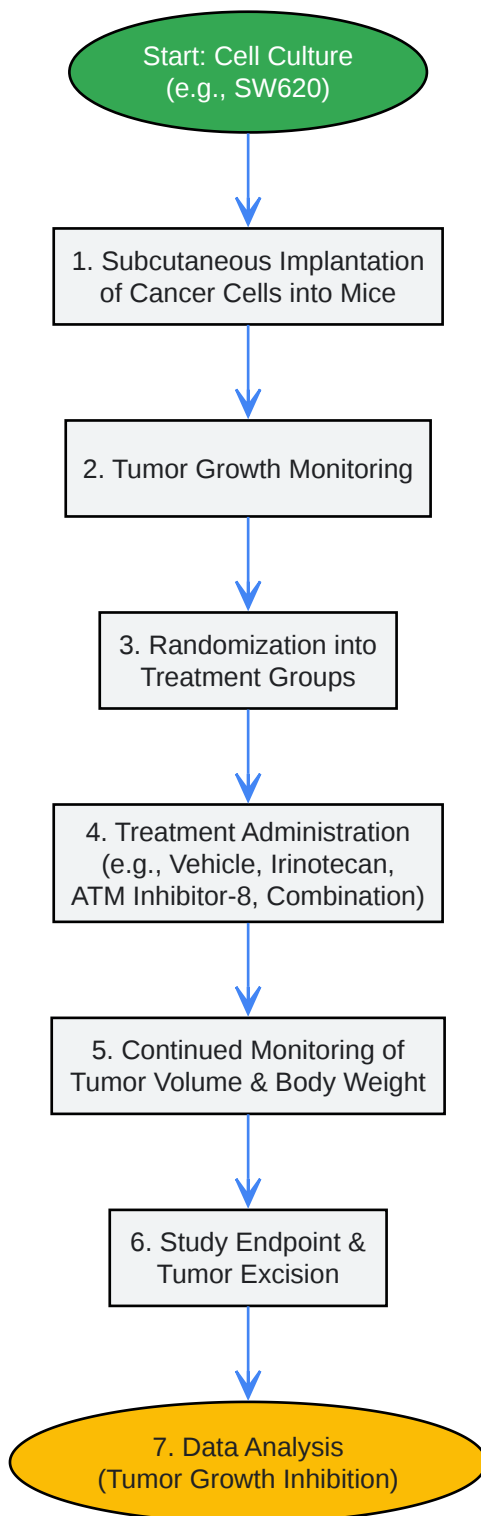 Start: Cell Culture
(e.g., SW620)
1. Subcutaneous Implantation
of Cancer Cells into Mice
2. Tumor Growth Monitoring
3. Randomization into
Treatment Groups
4. Treatment Administration
(e.g., Vehicle, Irinotecan,
ATM Inhibitor-8, Combination)
5. Continued Monitoring of
Tumor Volume & Body Weight
6. Study Endpoint &
Tumor Excision
7. Data Analysis
(Tumor Growth Inhibition)